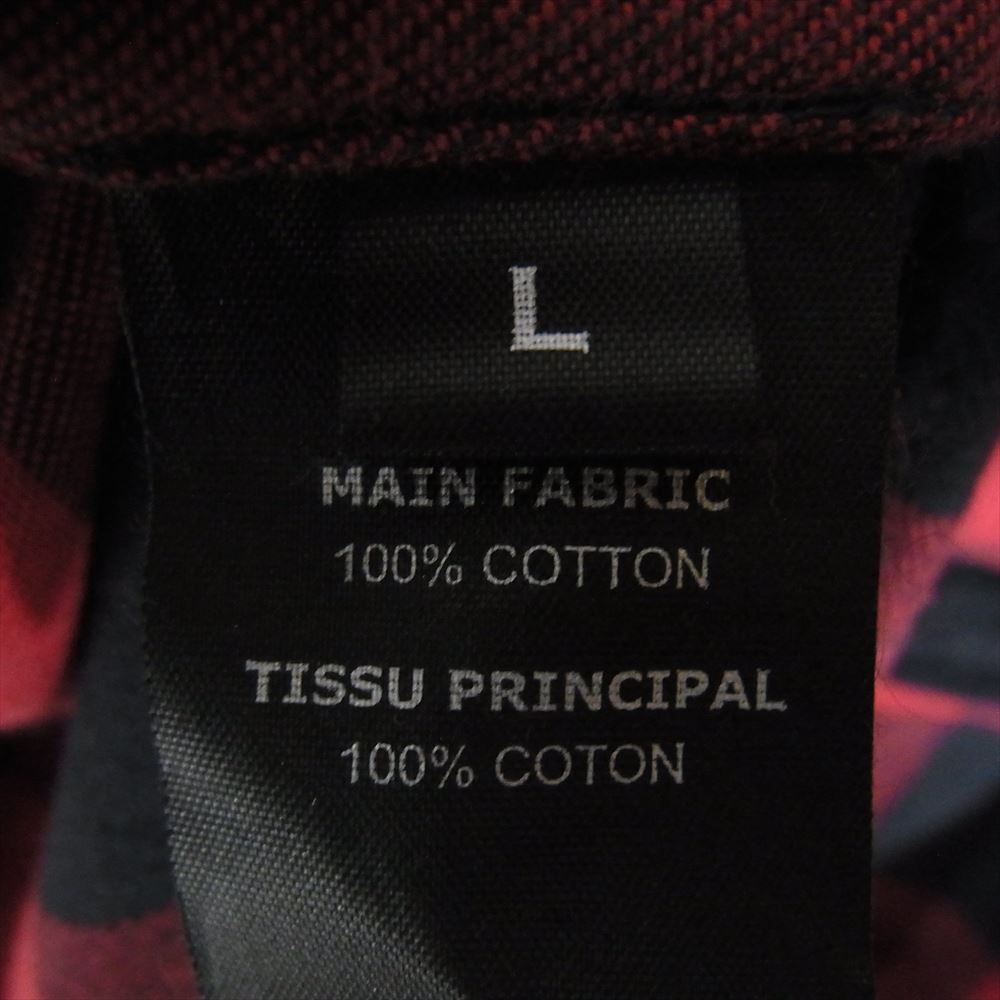 L
MAIN FABRIC
100% COTTON
TISSU PRINCIPAL
100% COTON